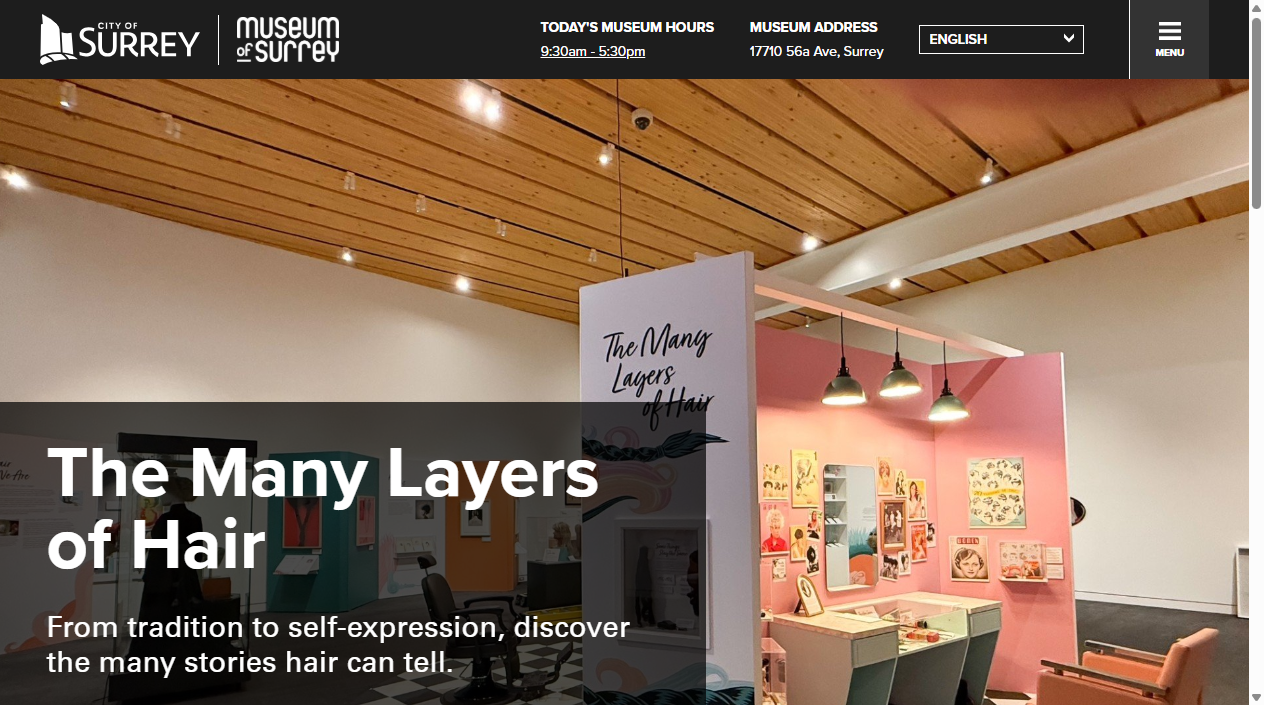 CITY OF
SURREY
museum
of surrey
TODAY'S MUSEUM HOURS
9:30am - 5:30pm
MUSEUM ADDRESS
17710 56a Ave, Surrey
ENGLISH
MENU
The Many
Layers
of Hair
The Many Layers
of Hair
From tradition to self-expression, discover
the many stories hair can tell.